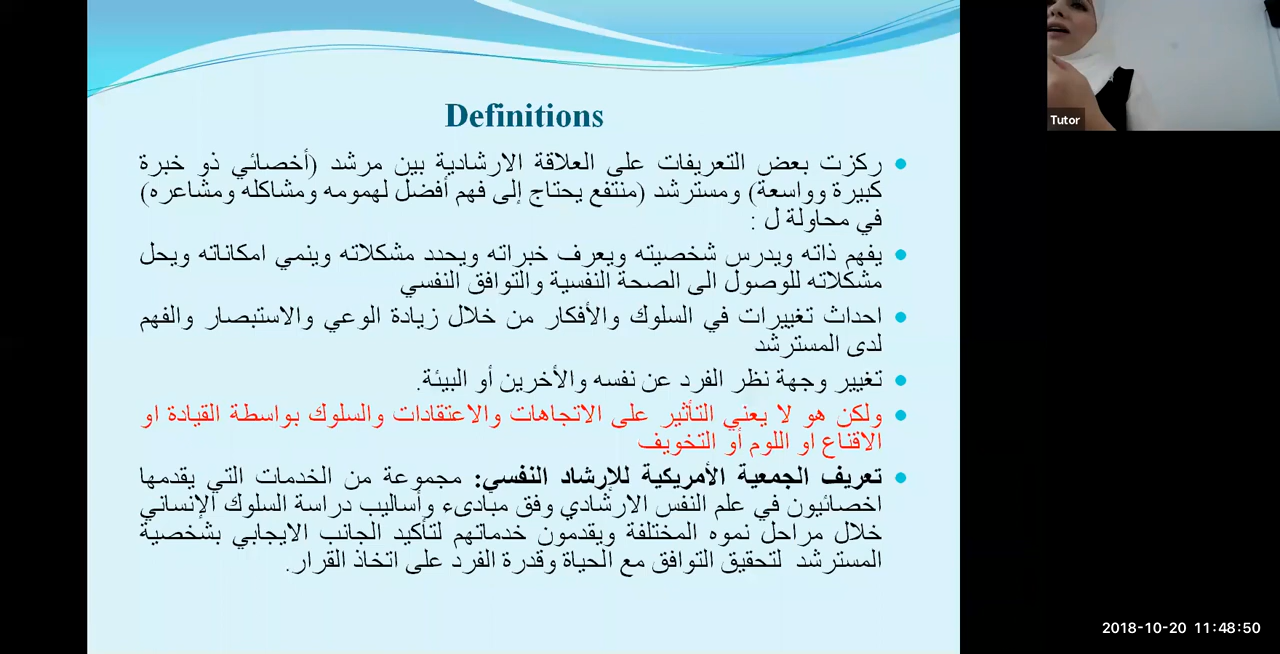 Definitions
ركزت بعض التعريفات على العلاقة الارشادية بين مرشد (أخصائي ذو خبرة
كبيرة وواسعة) ومسترشد (منتفع يحتاج إلى فهم أفضل لهمومه ومشاكله ومشاعره)
في محاولة ل :
يفهم ذاته ويدرس شخصيته ويعرف خبراته ويحدد مشكلاته وينمي امكاناته ويحل
مشكلاته للوصول الى الصحة النفسية والتوافق النفسي
احداث تغييرات في السلوك والأفكار من خلال زيادة الوعي والاستبصار والفهم
لدى المسترشد
تغيير وجهة نظر الفرد عن نفسه والأخرين أو البيئة.
ولكن هو لا يعني التأثير على الاتجاهات والاعتقادات والسلوك بواسطة القيادة او
الاقناع او اللوم أو التخويف
تعريف الجمعية الأمريكية للإرشاد النفسي: مجموعة من الخدمات التي يقدمها
اخصائيون في علم النفس الارشادي وفق مبادىء وأساليب دراسة السلوك الإنساني
خلال مراحل نموه المختلفة ويقدمون خدماتهم لتأكيد الجانب الايجابي بشخصية
المسترشد لتحقيق التوافق مع الحياة وقدرة الفرد على اتخاذ القرار.
Tutor
2018-10-20 11:48:50